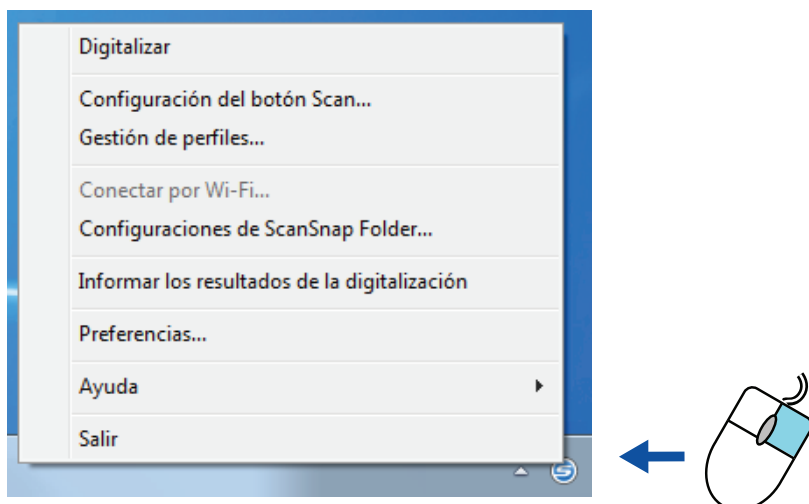 Digitalizar
Configuración del botón Scan...
Gestión de perfiles...
Conectar por Wi-Fi...
Configuraciones de ScanSnap Folder...
Informar los resultados de la digitalización
Preferencias...
Ayuda
Salir